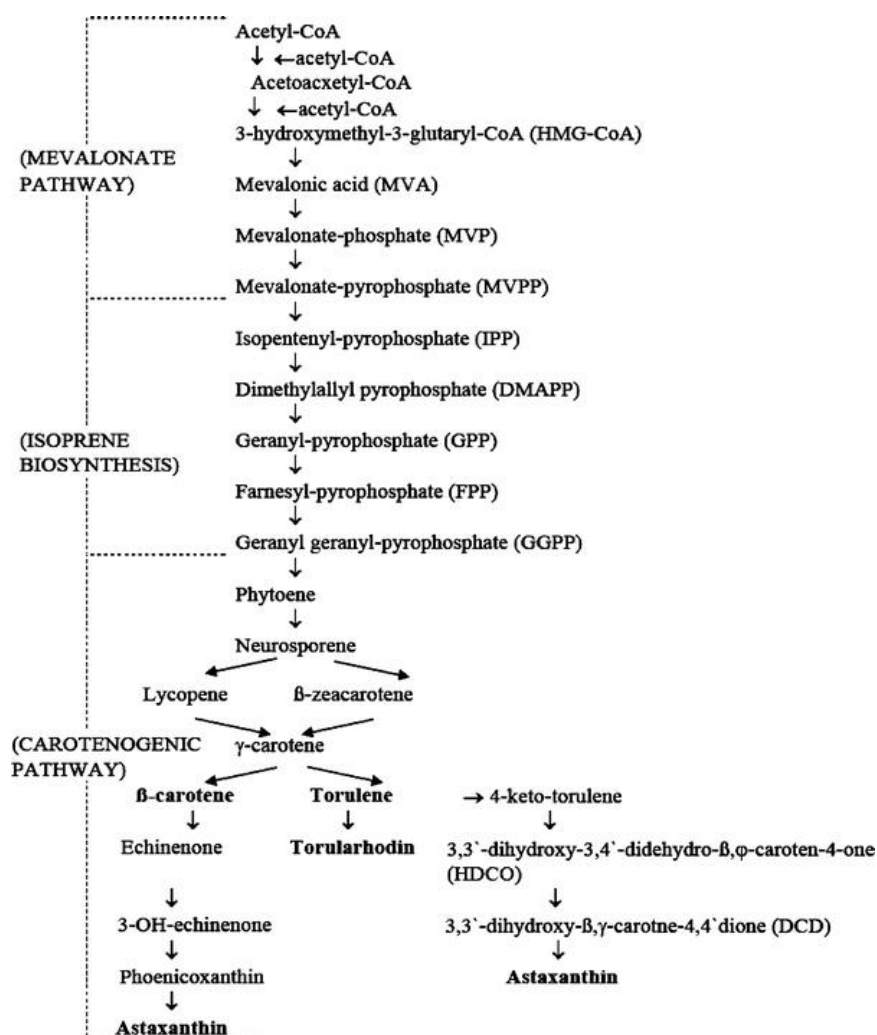 Acetyl-CoA
↓ ←acetyl-CoA
Acetoacxetyl-CoA
↓ ←acetyl-CoA
3-hydroxymethyl-3-glutaryl-CoA (HMG-CoA)
(MEVALONATE
PATHWAY)
↓
Mevalonic acid (MVA)
↓
Mevalonate-phosphate (MVP)
↓
Mevalonate-pyrophosphate (MVPP)
↓
Isopentenyl-pyrophosphate (IPP)
↓
Dimethylallyl pyrophosphate (DMAPP)
↓
(ISOPRENE
BIOSYNTHESIS)
Geranyl-pyrophosphate (GPP)
↓
Farnesyl-pyrophosphate (FPP)
↓
Geranyl geranyl-pyrophosphate (GGPP)
↓
Phytoene
↓
Neurosporene
Lycopene ß-zeacarotene
(CAROTENOGENIC
PATHWAY)
γ-carotene
ß-carotene Torulene → 4-keto-torulene
↓ ↓ ↓
Echinenone Torularhodin 3,3`-dihydroxy-3,4`-didehydro-ß,φ-caroten-4-one
(HDCO)
↓ ↓
3-OH-echinenone 3,3`-dihydroxy-ß,γ-carotne-4,4`dione (DCD)
↓ ↓
Phoenicoxanthin Astaxanthin
↓
Astaxanthin